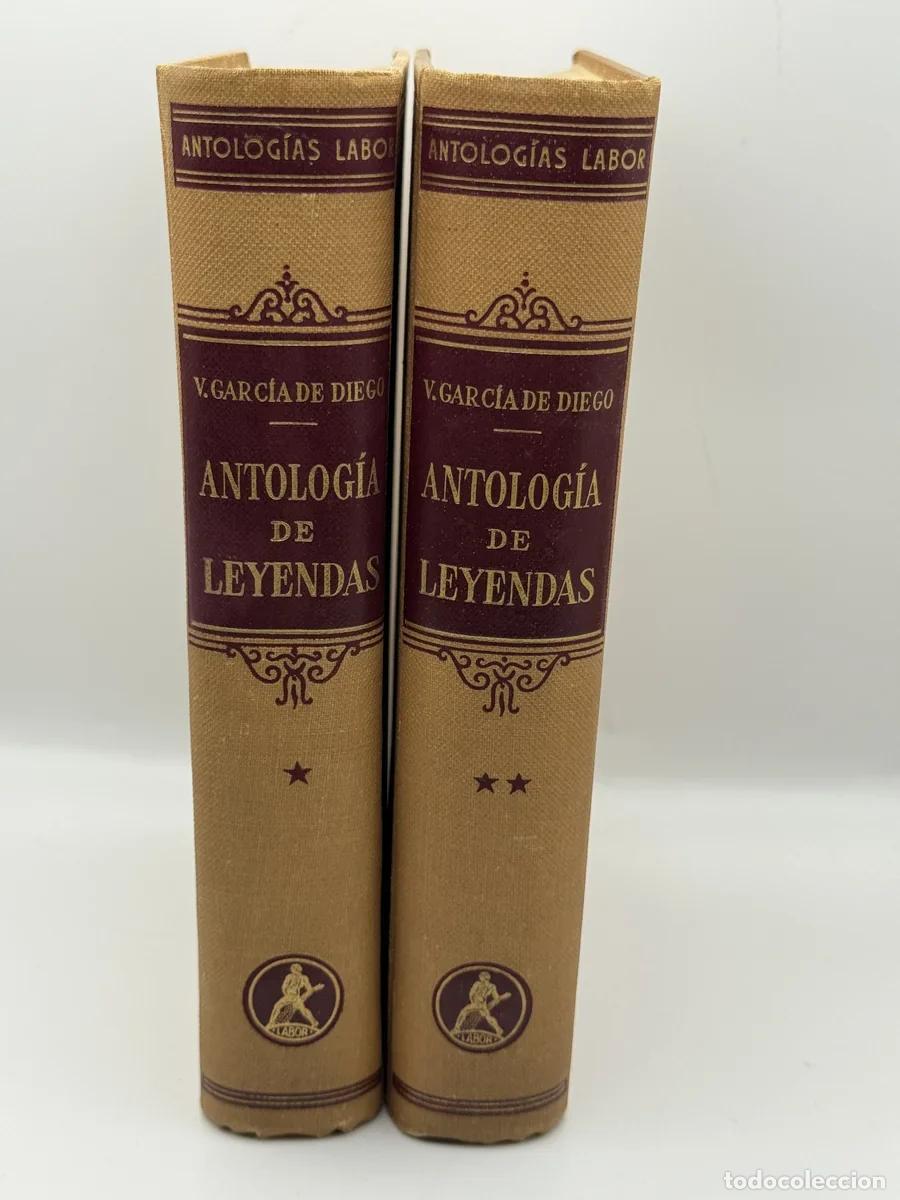 ANTOLOGÍAS LABOR
V. GARCÍA DE DIEGO
ANTOLOGÍA
DE
LEYENDAS
LABOR
ANTOLOGÍAS LABOR
V. GARCÍA DE DIEGO
ANTOLOGÍA
DE
LEYENDAS
LABOR
todocoleccion